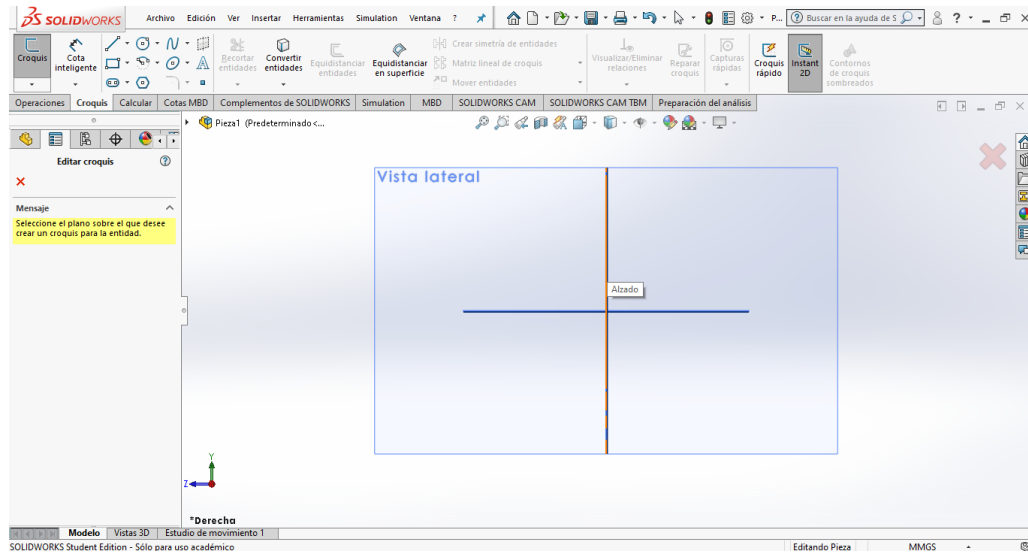 SOLIDWORKS Archivo Edición Ver Insertar Herramientas Simulation Ventana ? P... Buscar en la ayuda de S ?
Croquis
Cota inteligente
Recortar entidades
Convertir entidades
Equidistanciar entidades
Equidistanciar en superficie
Crear simetría de entidades
Matriz lineal de croquis
Mover entidades
Visualizar/Eliminar relaciones
Reparar croquis
Capturas rápidas
Croquis rápido
Instant 2D
Contornos de croquis sombreados
Operaciones Croquis Calcular Cotas MBD Complementos de SOLIDWORKS Simulation MBD SOLIDWORKS CAM SOLIDWORKS CAM TBM Preparación del análisis
Pieza1 (Predeterminado<...
Editar croquis
Mensaje
Seleccione el plano sobre el que desee
crear un croquis para la entidad.
Vista lateral
Alzado
Y
Z
*Derecha
Modelo Vistas 3D Estudio de movimiento 1
SOLIDWORKS Student Edition - Sólo para uso académico Editando Pieza MMGS